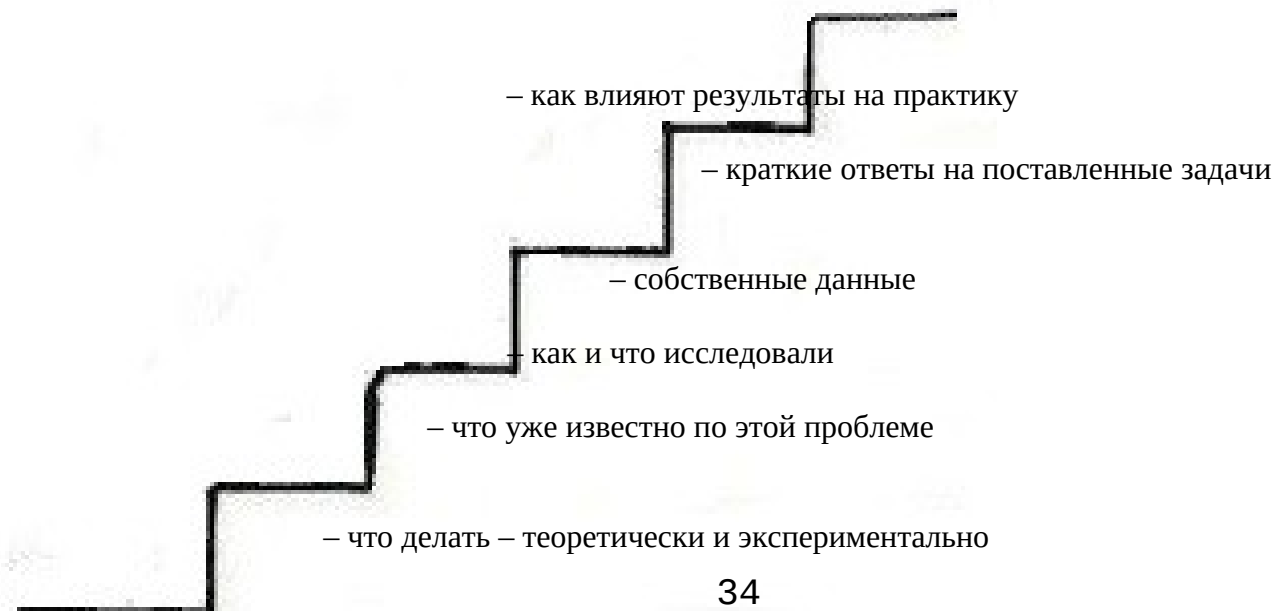 – как влияют результаты на практику
– краткие ответы на поставленные задачи
– собственные данные
– как и что исследовали
– что уже известно по этой проблеме
– что делать – теоретически и экспериментально
34